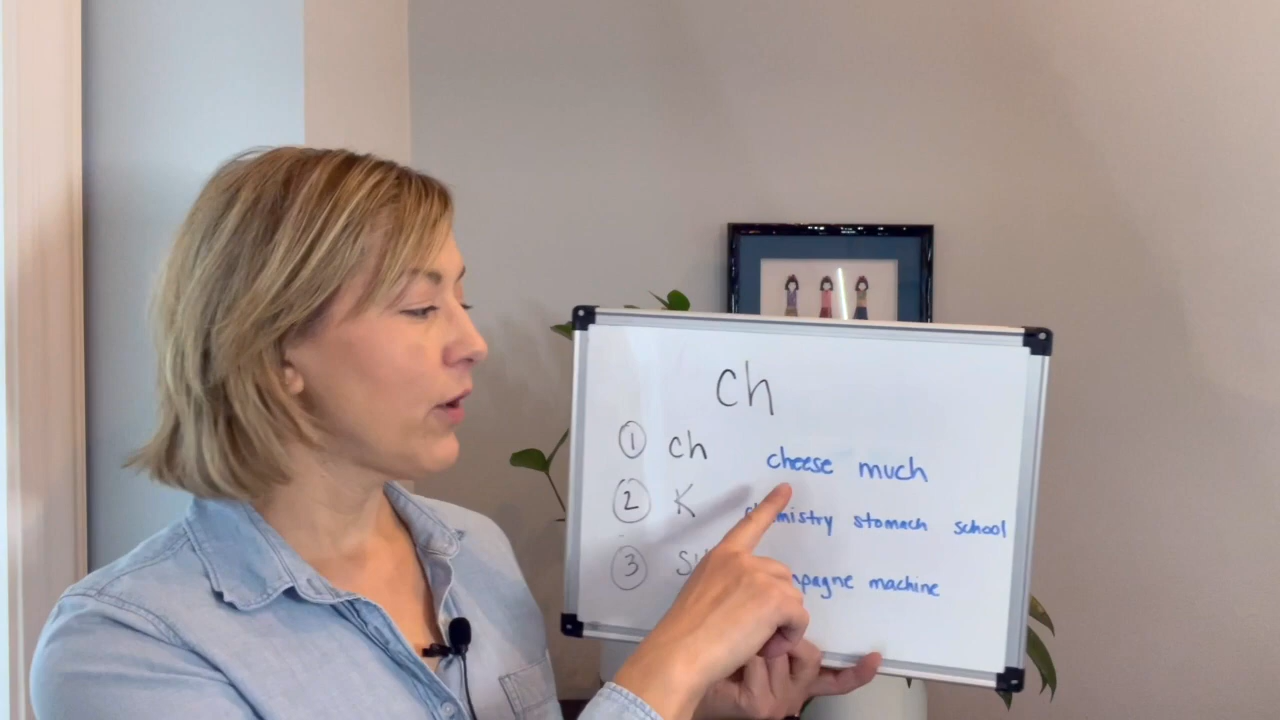 ch
1 ch cheese much
2 K stomach school
3 machine